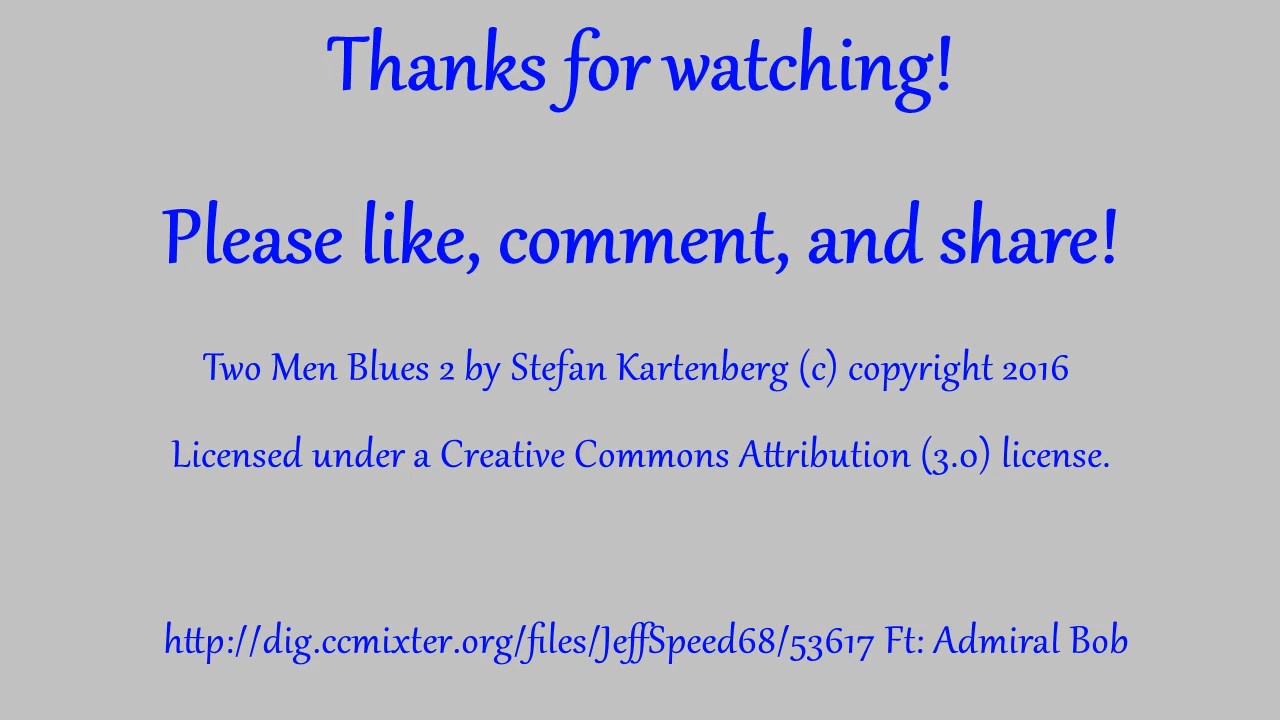 Thanks for watching!
Please like, comment, and share!
Two Men Blues 2 by Stefan Kartenberg (c) copyright 2016
Licensed under a Creative Commons Attribution (3.0) license.
http://dig.ccmixter.org/files/JeffSpeed68/53617 Ft: Admiral Bob